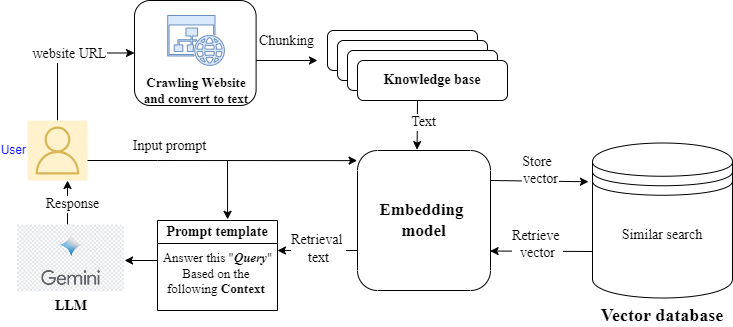 website URL
Crawling Website
and convert to text
Chunking
Knowledge base
Text
User
Input prompt
Embedding
model
Store
vector
Retrieve
vector
Similar search
Vector database
Retrieval
text
Prompt template
Answer this "Query"
Based on the
following Context
Response
Gemini
LLM